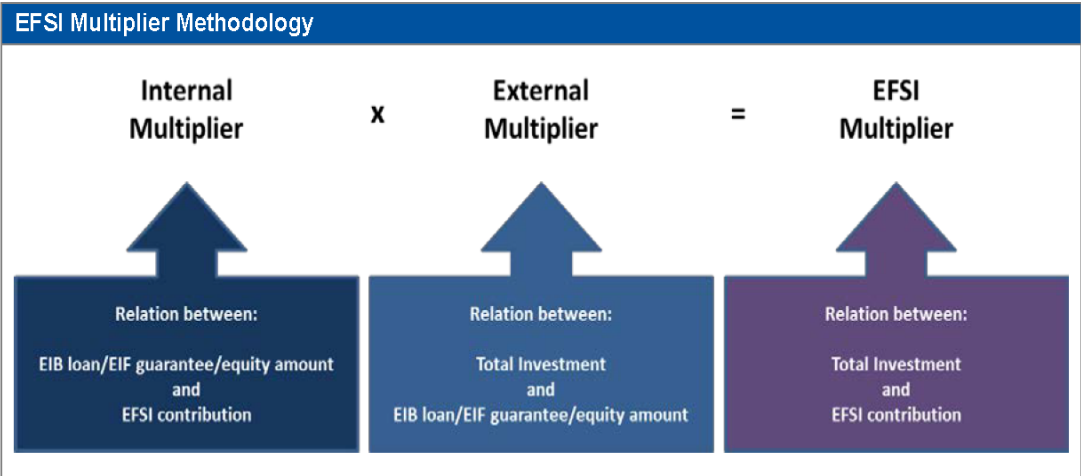 EFSI Multiplier Methodology
Internal
Multiplier
x
External
Multiplier
=
EFSI
Multiplier
Relation between:
EIB loan/EIF guarantee/equity amount
and
EFSI contribution
Relation between:
Total Investment
and
EIB loan/EIF guarantee/equity amount
Relation between:
Total Investment
and
EFSI contribution